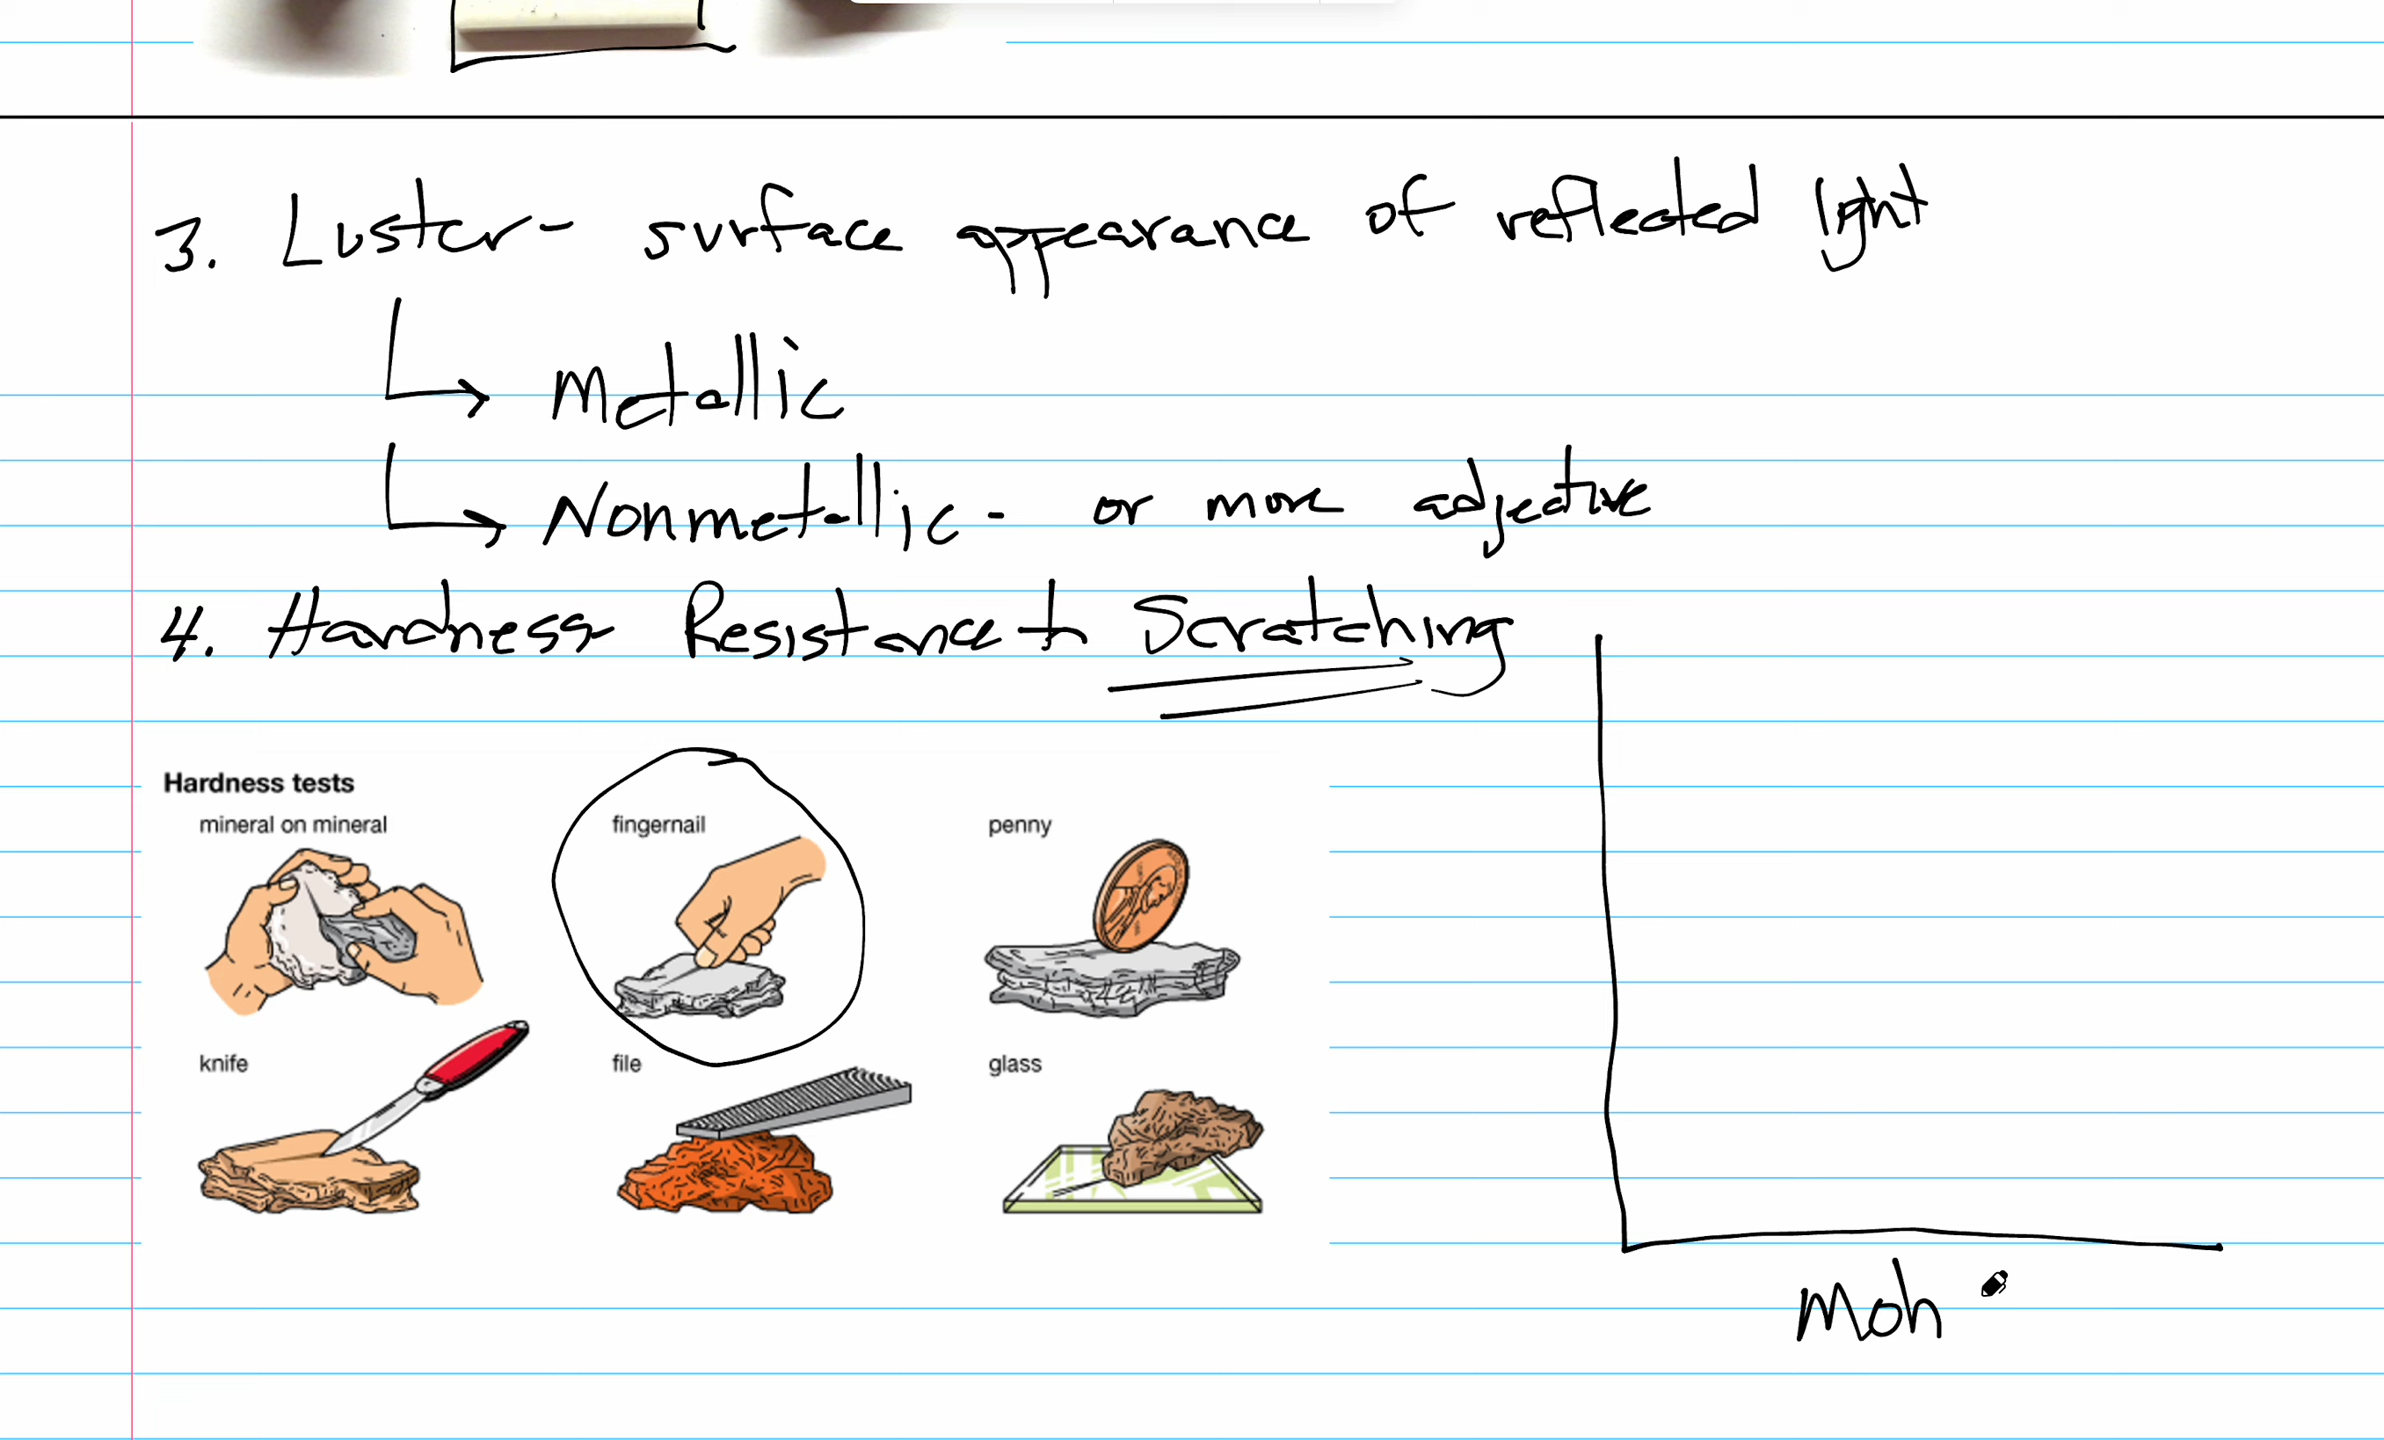 3. Luster- surface appearance of reflected light
Metallic
Nonmetallic - or more adjective
4. Hardness- Resistance to Scratching
Hardness tests
mineral on mineral
fingernail
penny
knife
file
glass
Moh